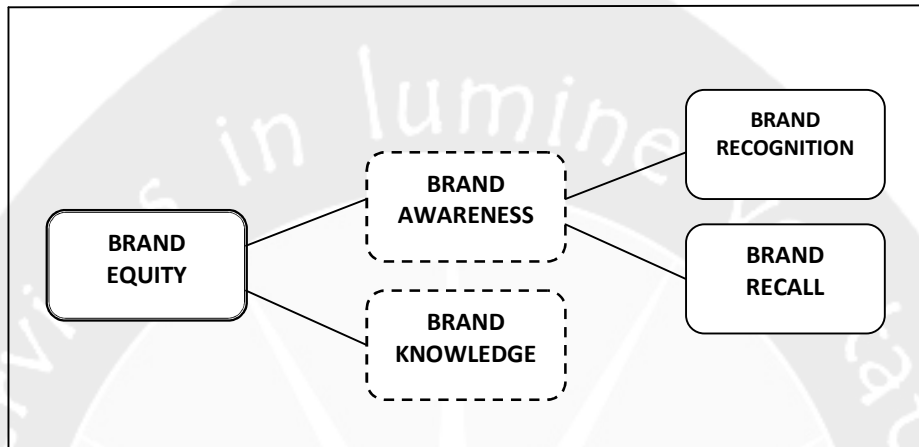 BRAND
EQUITY
BRAND
AWARENESS
BRAND
KNOWLEDGE
BRAND
RECOGNITION
BRAND
RECALL
in lumine